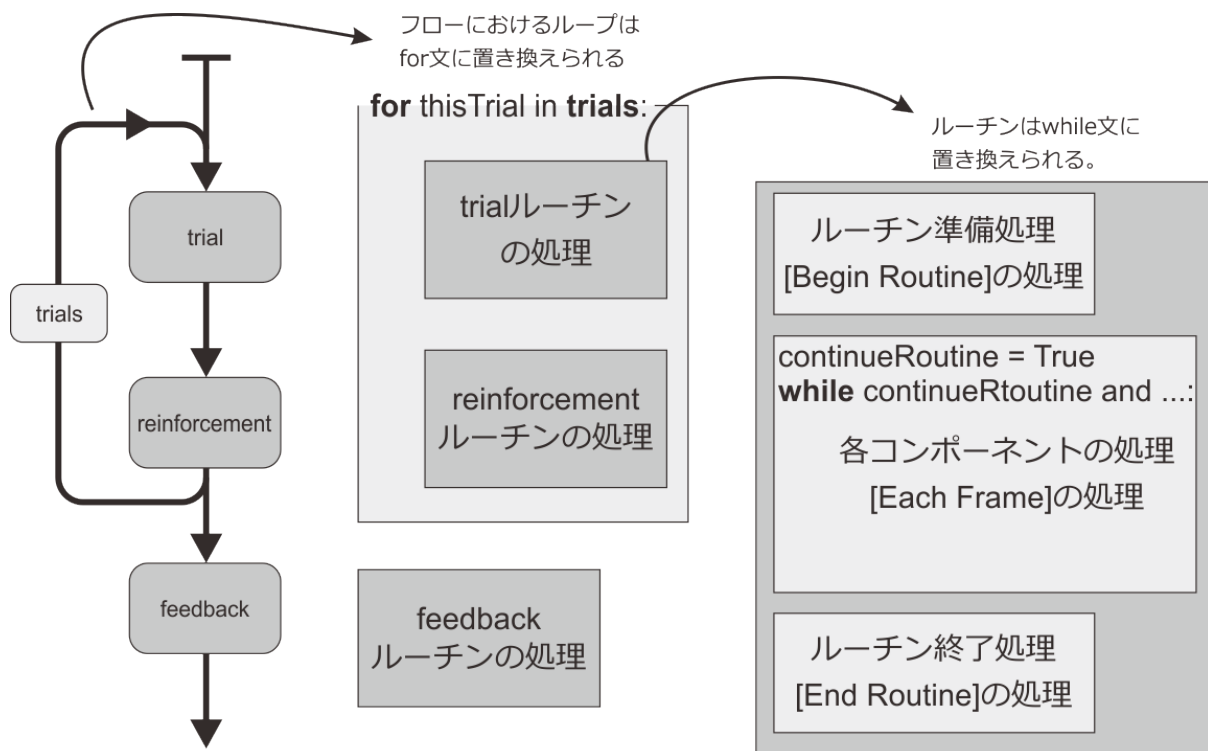 フローにおけるループは
for文に置き換えられる
trial
trials
reinforcement
feedback
for thisTrial in trials:
trialルーチン
の処理
reinforcement
ルーチンの処理
feedback
ルーチンの処理
ルーチンはwhile文に
置き換えられる。
ルーチン準備処理
[Begin Routine]の処理
continueRoutine = True
while continueRtoutine and ...:
各コンポーネントの処理
[Each Frame]の処理
ルーチン終了処理
[End Routine]の処理